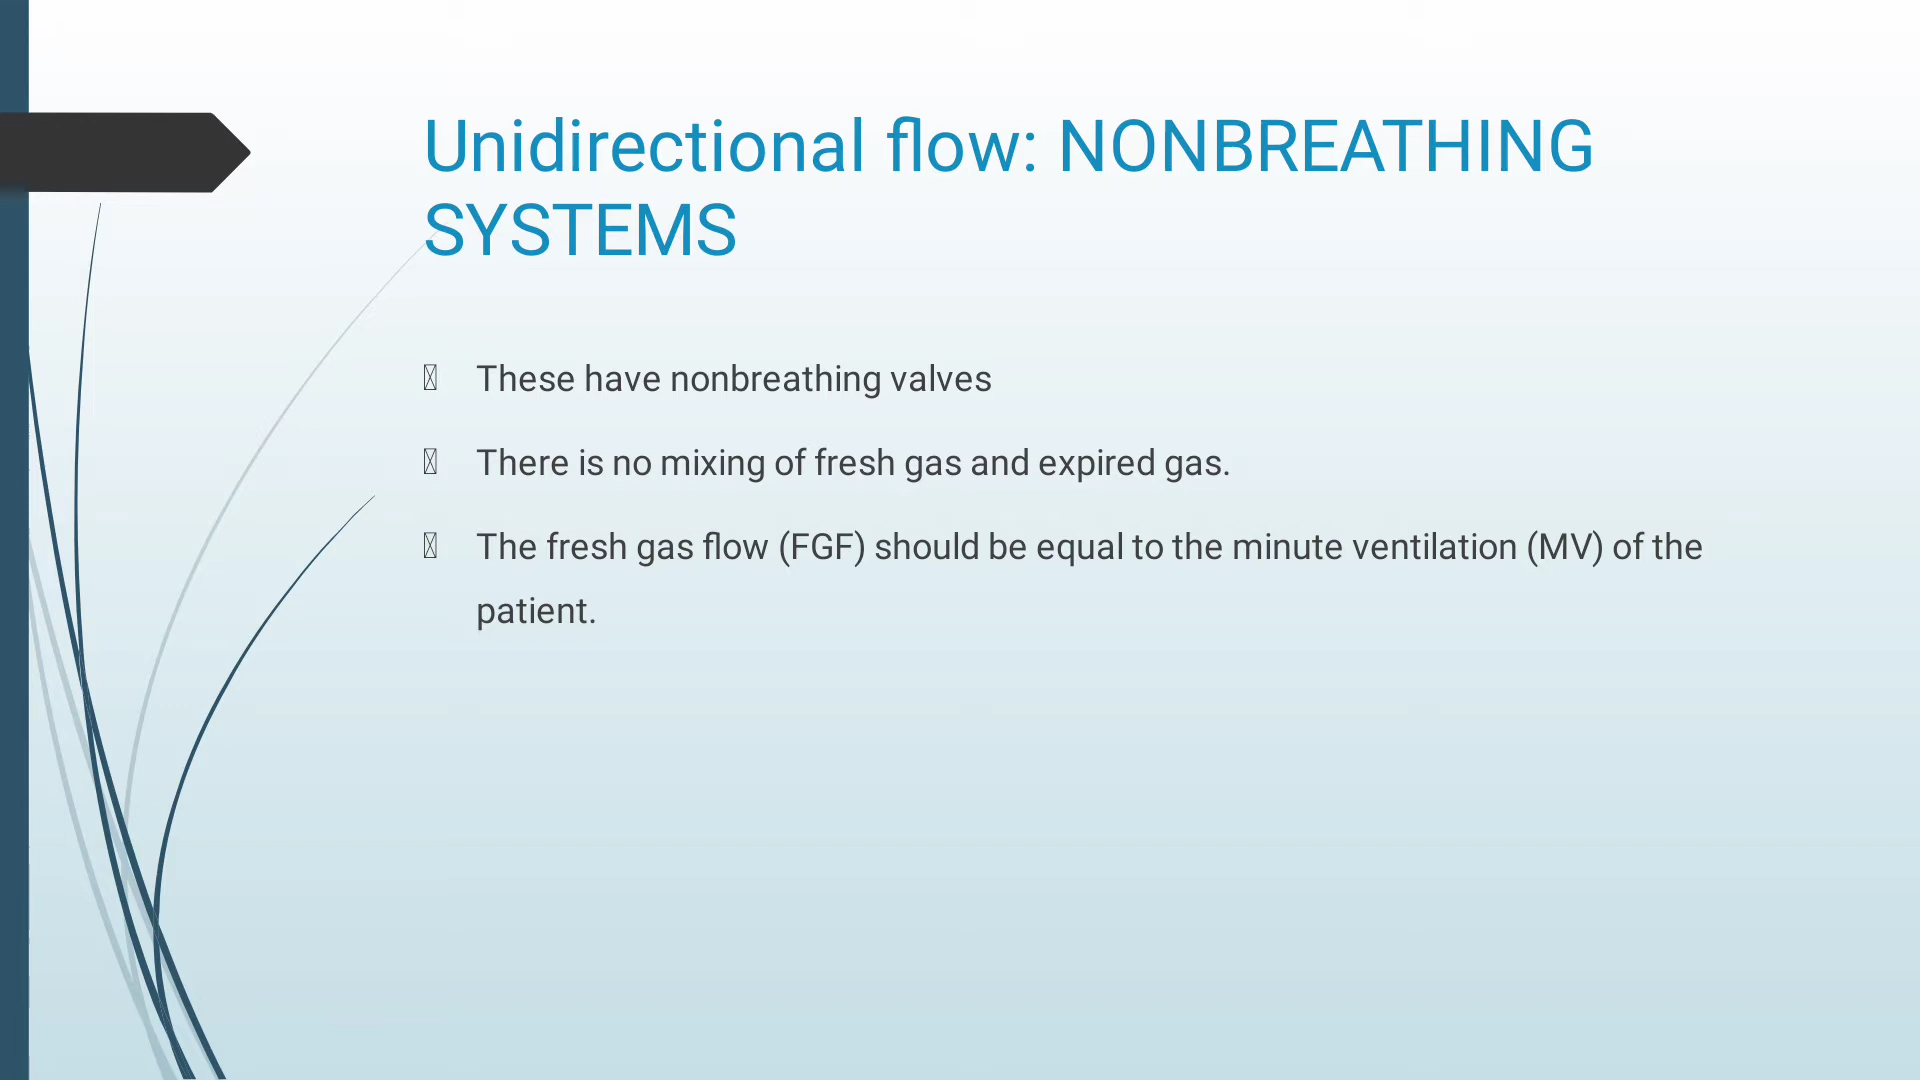 Unidirectional flow: NONBREATHING
SYSTEMS
These have nonbreathing valves
There is no mixing of fresh gas and expired gas.
The fresh gas flow (FGF) should be equal to the minute ventilation (MV) of the
patient.